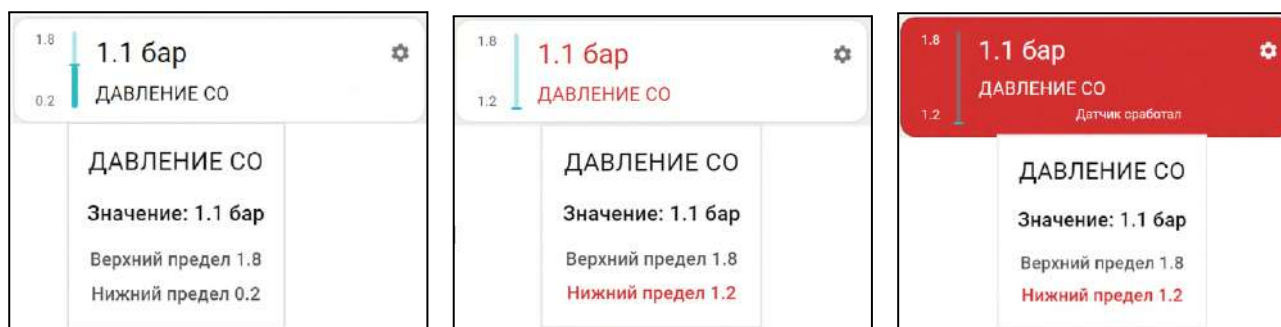 1.8
1.1 бар
0.2
ДАВЛЕНИЕ СО
ДАВЛЕНИЕ СО
Значение: 1.1 бар
Верхний предел 1.8
Нижний предел 0.2
1.8
1.1 бар
1.2
ДАВЛЕНИЕ СО
ДАВЛЕНИЕ СО
Значение: 1.1 бар
Верхний предел 1.8
Нижний предел 1.2
1.8
1.1 бар
ДАВЛЕНИЕ СО
1.2
Датчик сработал
ДАВЛЕНИЕ СО
Значение: 1.1 бар
Верхний предел 1.8
Нижний предел 1.2